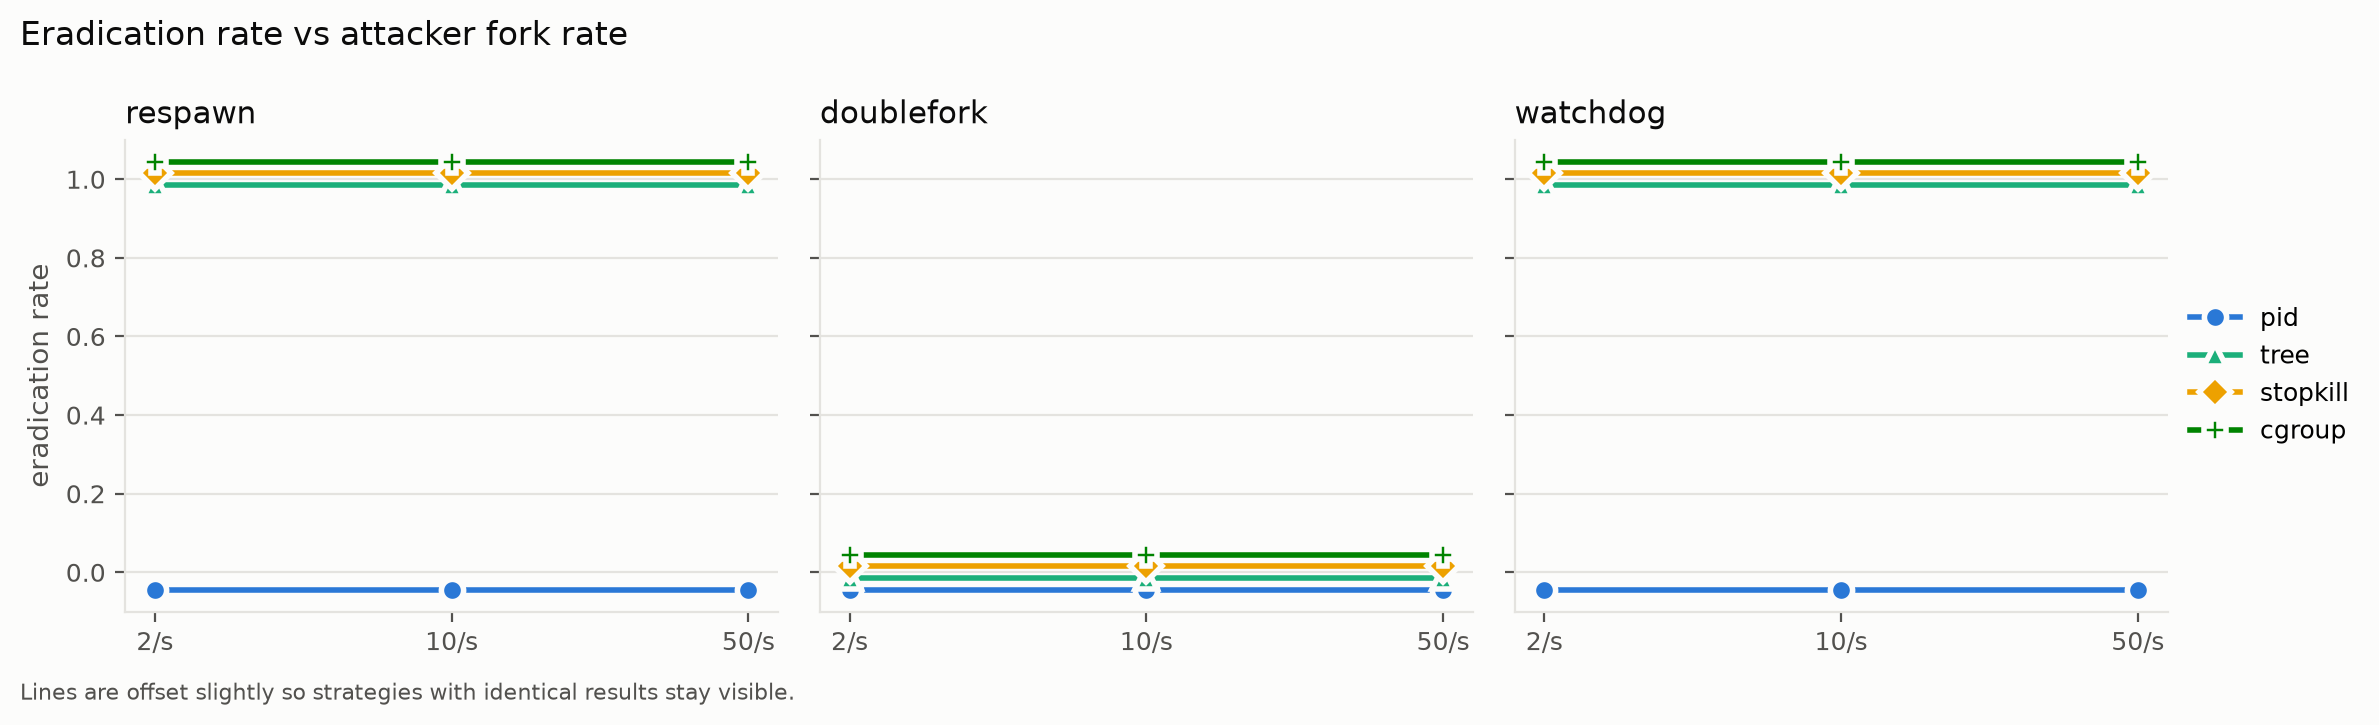 Eradication rate vs attacker fork rate
respawn
doublefork
watchdog
eradication rate
1.0
0.8
0.6
0.4
0.2
0.0
2/s 10/s 50/s
2/s 10/s 50/s
2/s 10/s 50/s
pid
tree
stopkill
cgroup
Lines are offset slightly so strategies with identical results stay visible.